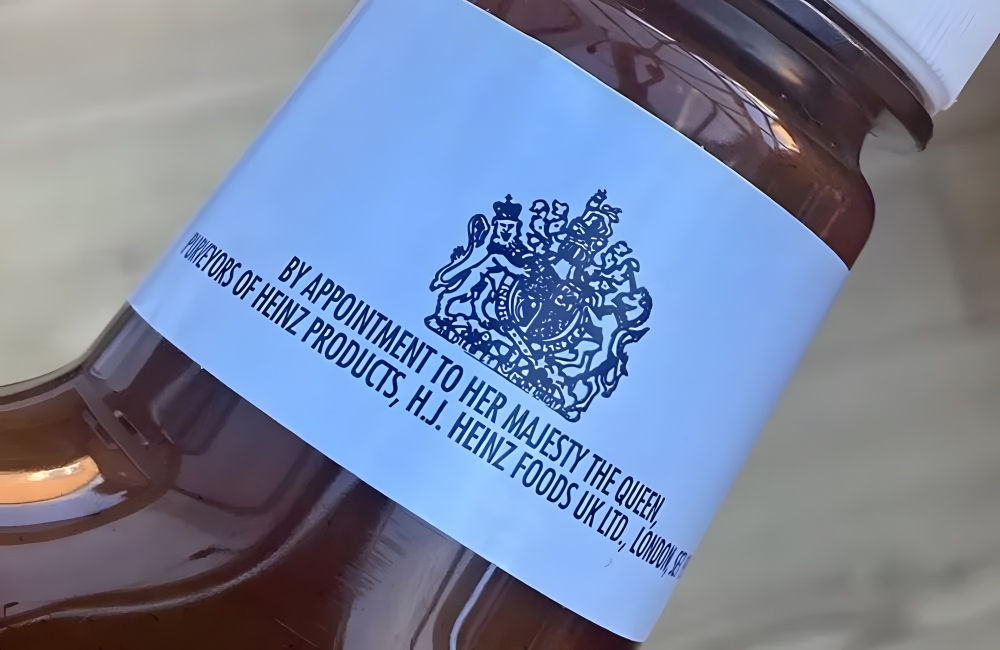 BY APPOINTMENT TO HER MAJESTY THE QUEEN,
PURVEYORS OF HEINZ PRODUCTS, H.J. HEINZ FOODS UK LTD., LONDON,